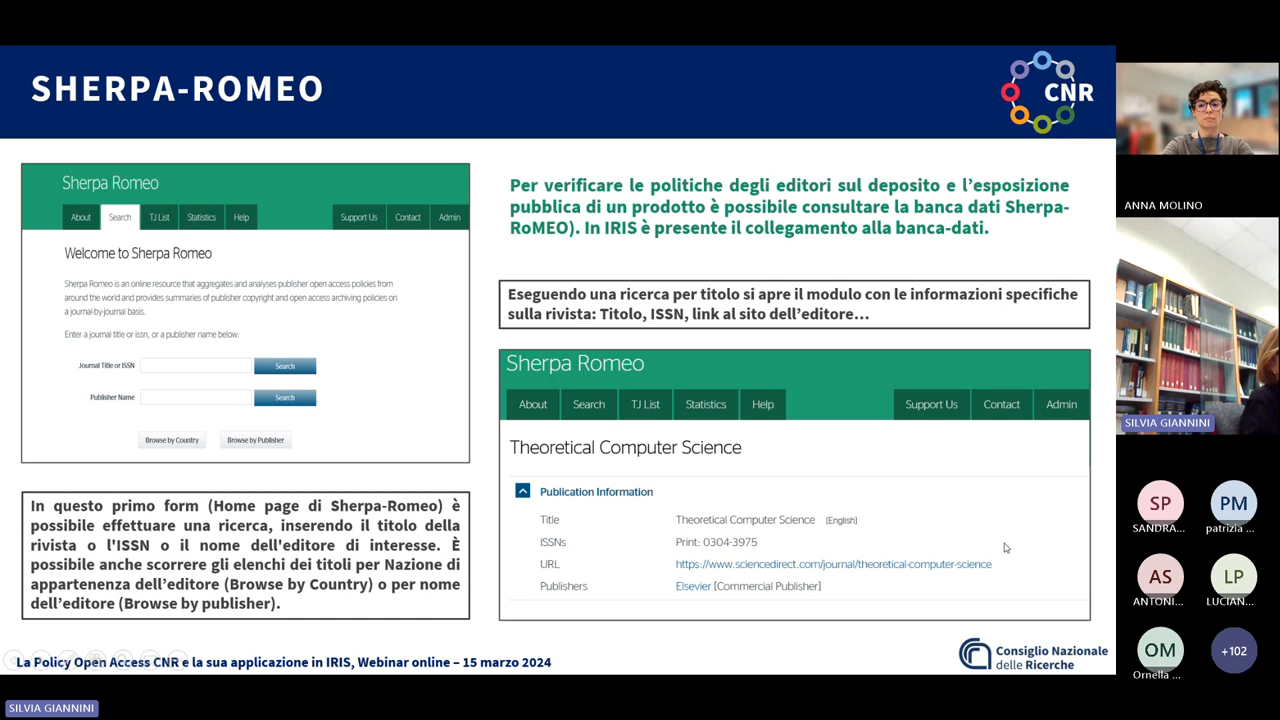 SHERPA-ROMEO
CNR
Sherpa Romeo
About
Search
TJ List
Statistics
Help
Support Us
Contact
Admin
Welcome to Sherpa Romeo
Sherpa Romeo is an online resource that aggregates and analyses publisher open access policies from
around the world and provides summaries of publisher copyright and open access archiving policies on
a journal-by-journal basis.
Enter a journal title or issn, or a publisher name below:
Journal Title or ISSN
Search
Publisher Name
Search
Browse by Country
Browse by Publisher
In questo primo form (Home page di Sherpa-Romeo) è
possibile effettuare una ricerca, inserendo il titolo della
rivista o l'ISSN o il nome dell'editore di interesse. È
possibile anche scorrere gli elenchi dei titoli per Nazione di
appartenenza dell’editore (Browse by Country) o per nome
dell’editore (Browse by publisher).
Per verificare le politiche degli editori sul deposito e l’esposizione
pubblica di un prodotto è possibile consultare la banca dati Sherpa-
RoMEO). In IRIS è presente il collegamento alla banca-dati.
Eseguendo una ricerca per titolo si apre il modulo con le informazioni specifiche
sulla rivista: Titolo, ISSN, link al sito dell’editore…
Sherpa Romeo
About
Search
TJ List
Statistics
Help
Support Us
Contact
Admin
Theoretical Computer Science
Publication Information
Title Theoretical Computer Science [English]
ISSNs Print: 0304-3975
URL https://www.sciencedirect.com/journal/theoretical-computer-science
Publishers Elsevier [Commercial Publisher]
La Policy Open Access CNR e la sua applicazione in IRIS, Webinar online – 15 marzo 2024
Consiglio Nazionale
delle Ricerche
ANNA MOLINO
SILVIA GIANNINI
SP
SANDRA...
PM
patrizia ...
AS
ANTONI...
LP
LUCIAN...
OM
Ornella ...
+102
SILVIA GIANNINI